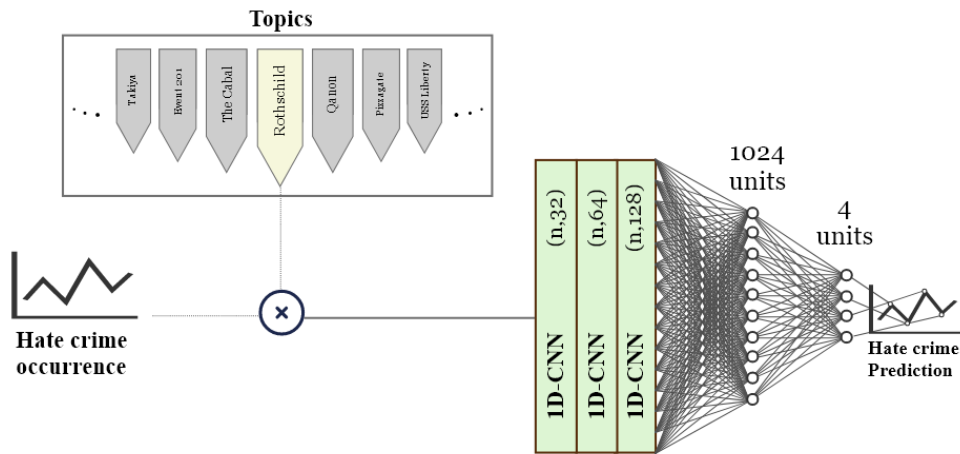 Topics
Takiya
Event 201
The Cabal
Rothschild
Qanon
Pizzagate
USS Liberty
1024
units
4
units
(n,32)
(n,64)
(n,128)
1D-CNN
1D-CNN
1D-CNN
Hate crime
occurrence
Hate crime
Prediction